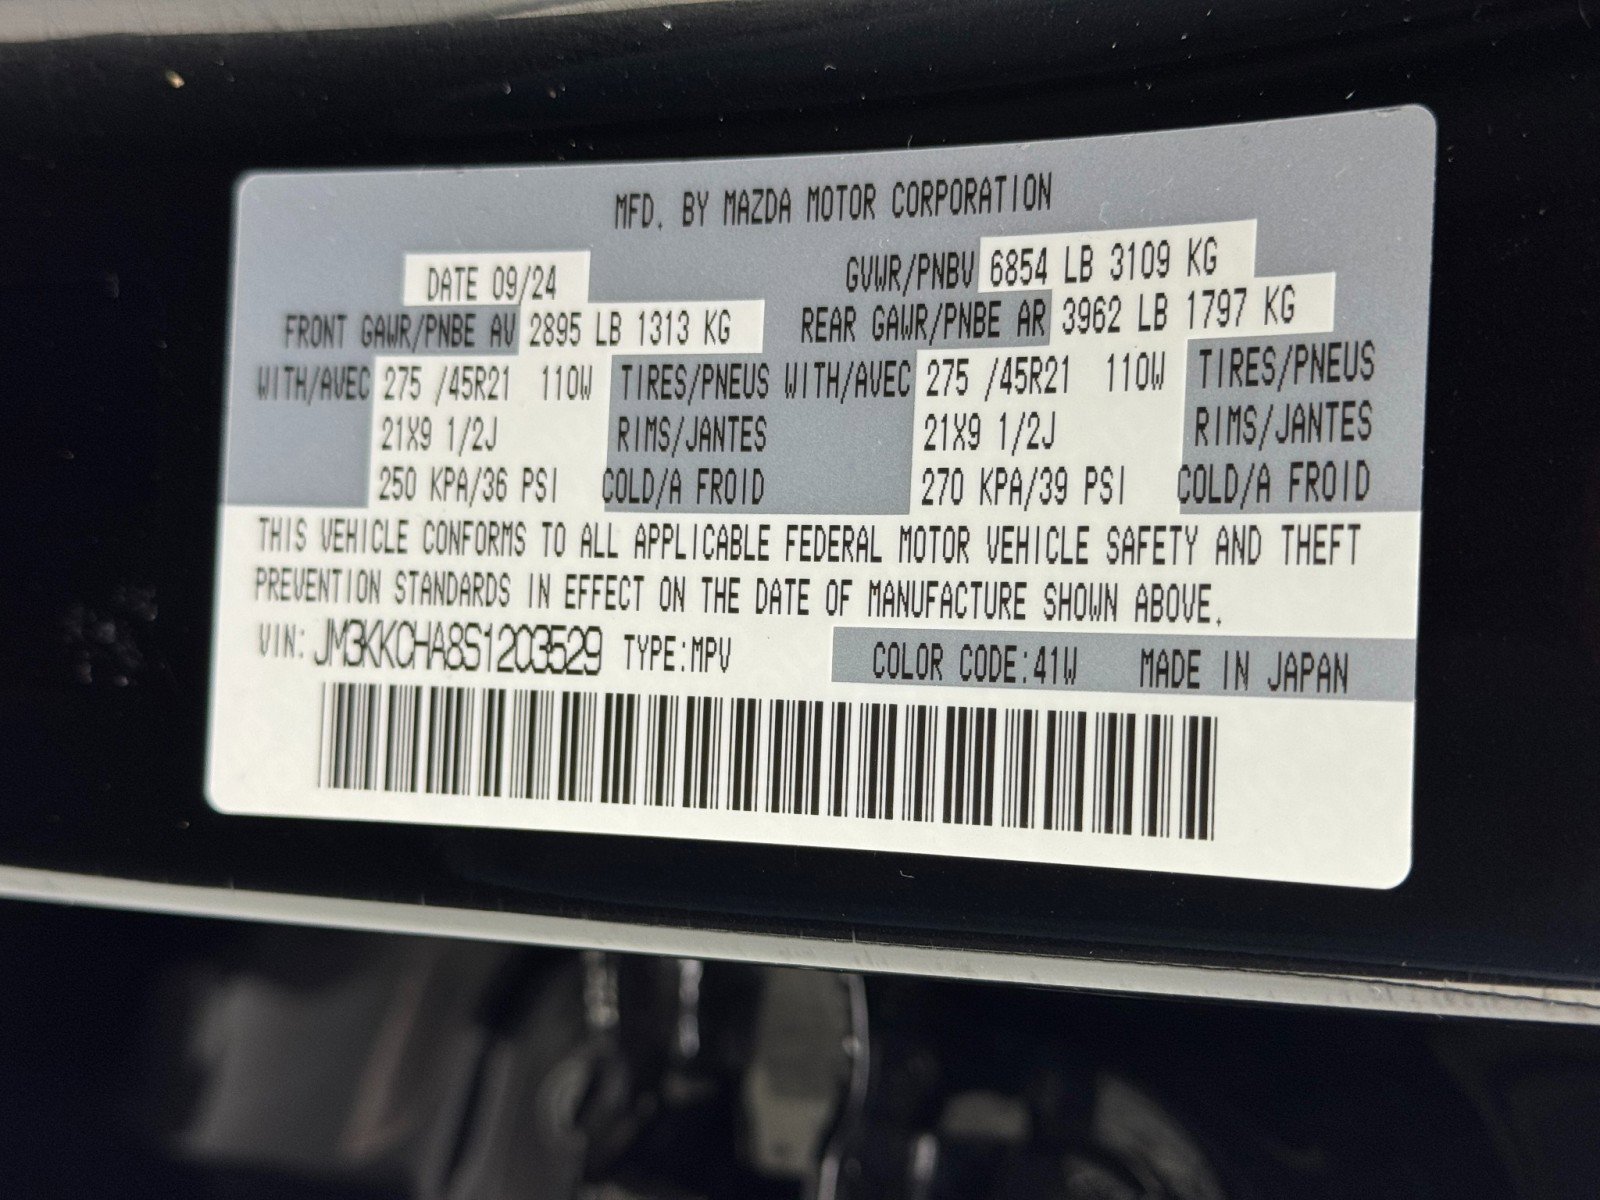 MFD. BY MAZDA MOTOR CORPORATION
DATE 09/24 GVWR/PNBV 6854 LB 3109 KG
FRONT GAWR/PNBE AV 2895 LB 1313 KG REAR GAWR/PNBE AR 3962 LB 1797 KG
WITH/AVEC 275 /45R21 110W TIRES/PNEUS WITH/AVEC 275 /45R21 110W TIRES/PNEUS
21X9 1/2J RIMS/JANTES 21X9 1/2J RIMS/JANTES
250 KPA/36 PSI COLD/A FROID 270 KPA/39 PSI COLD/A FROID
THIS VEHICLE CONFORMS TO ALL APPLICABLE FEDERAL MOTOR VEHICLE SAFETY AND THEFT
PREVENTION STANDARDS IN EFFECT ON THE DATE OF MANUFACTURE SHOWN ABOVE.
VIN: JM3KKCHA8S1203529 TYPE:MPV COLOR CODE:41W MADE IN JAPAN